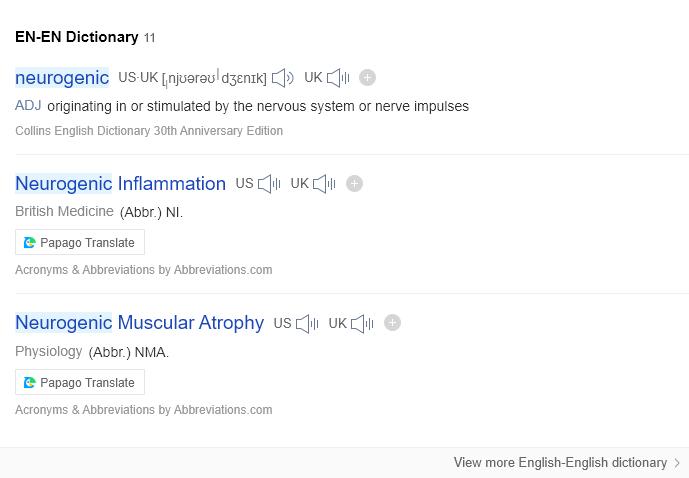 EN-EN Dictionary 11
neurogenic US·UK [ˌnjʊərəʊˈdʒɛnɪk] UK
ADJ originating in or stimulated by the nervous system or nerve impulses
Collins English Dictionary 30th Anniversary Edition
Neurogenic Inflammation US UK
British Medicine (Abbr.) NI.
Papago Translate
Acronyms & Abbreviations by Abbreviations.com
Neurogenic Muscular Atrophy US UK
Physiology (Abbr.) NMA.
Papago Translate
Acronyms & Abbreviations by Abbreviations.com
View more English-English dictionary